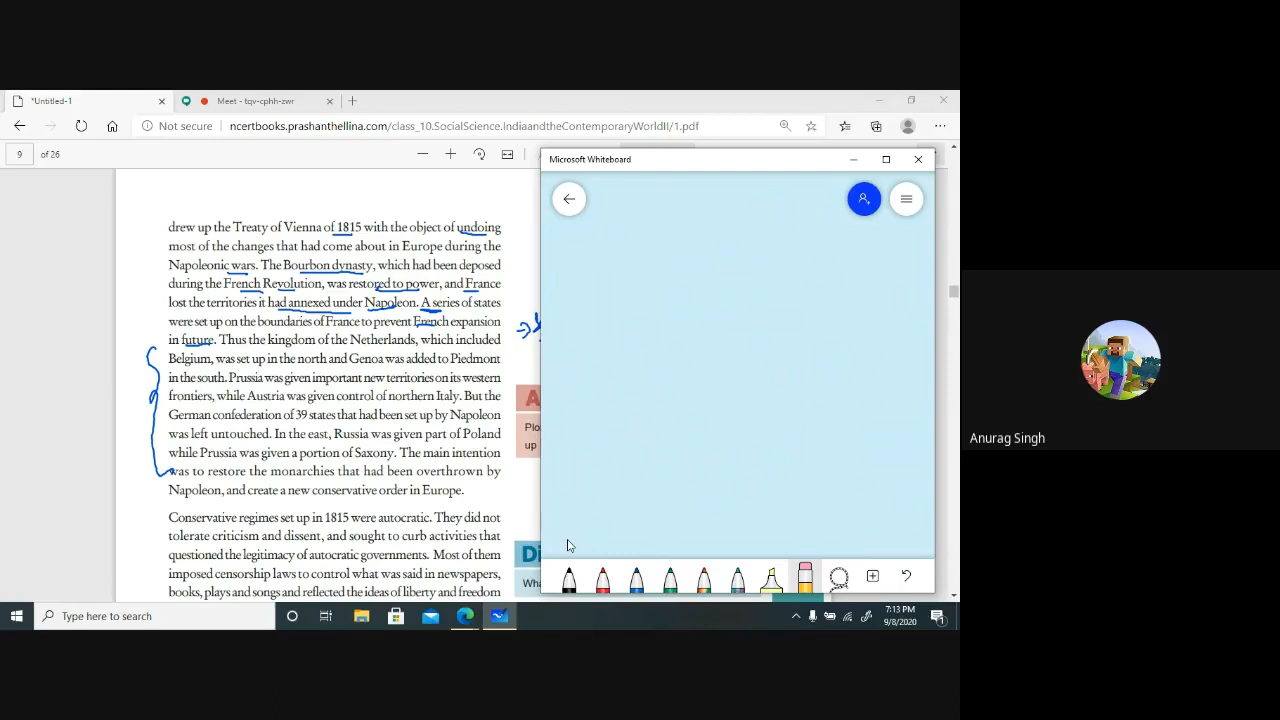 *Untitled-1
Meet - tqv-cphh-zwr
Not secure
ncertbooks.prashanthellina.com/class_10.SocialScience.IndiaandtheContemporaryWorldII/1.pdf
9 of 26
Microsoft Whiteboard
drew up the Treaty of Vienna of 1815 with the object of undoing
most of the changes that had come about in Europe during the
Napoleonic wars. The Bourbon dynasty, which had been deposed
during the French Revolution, was restored to power, and France
lost the territories it had annexed under Napoleon. A series of states
were set up on the boundaries of France to prevent French expansion
in future. Thus the kingdom of the Netherlands, which included
Belgium, was set up in the north and Genoa was added to Piedmont
in the south. Prussia was given important new territories on its western
frontiers, while Austria was given control of northern Italy. But the
German confederation of 39 states that had been set up by Napoleon
was left untouched. In the east, Russia was given part of Poland
while Prussia was given a portion of Saxony. The main intention
was to restore the monarchies that had been overthrown by
Napoleon, and create a new conservative order in Europe.
A
Plo
up
Conservative regimes set up in 1815 were autocratic. They did not
tolerate criticism and dissent, and sought to curb activities that
questioned the legitimacy of autocratic governments. Most of them
imposed censorship laws to control what was said in newspapers,
books, plays and songs and reflected the ideas of liberty and freedom
Di
Wha
Type here to search
7:13 PM
9/8/2020
1
Anurag Singh